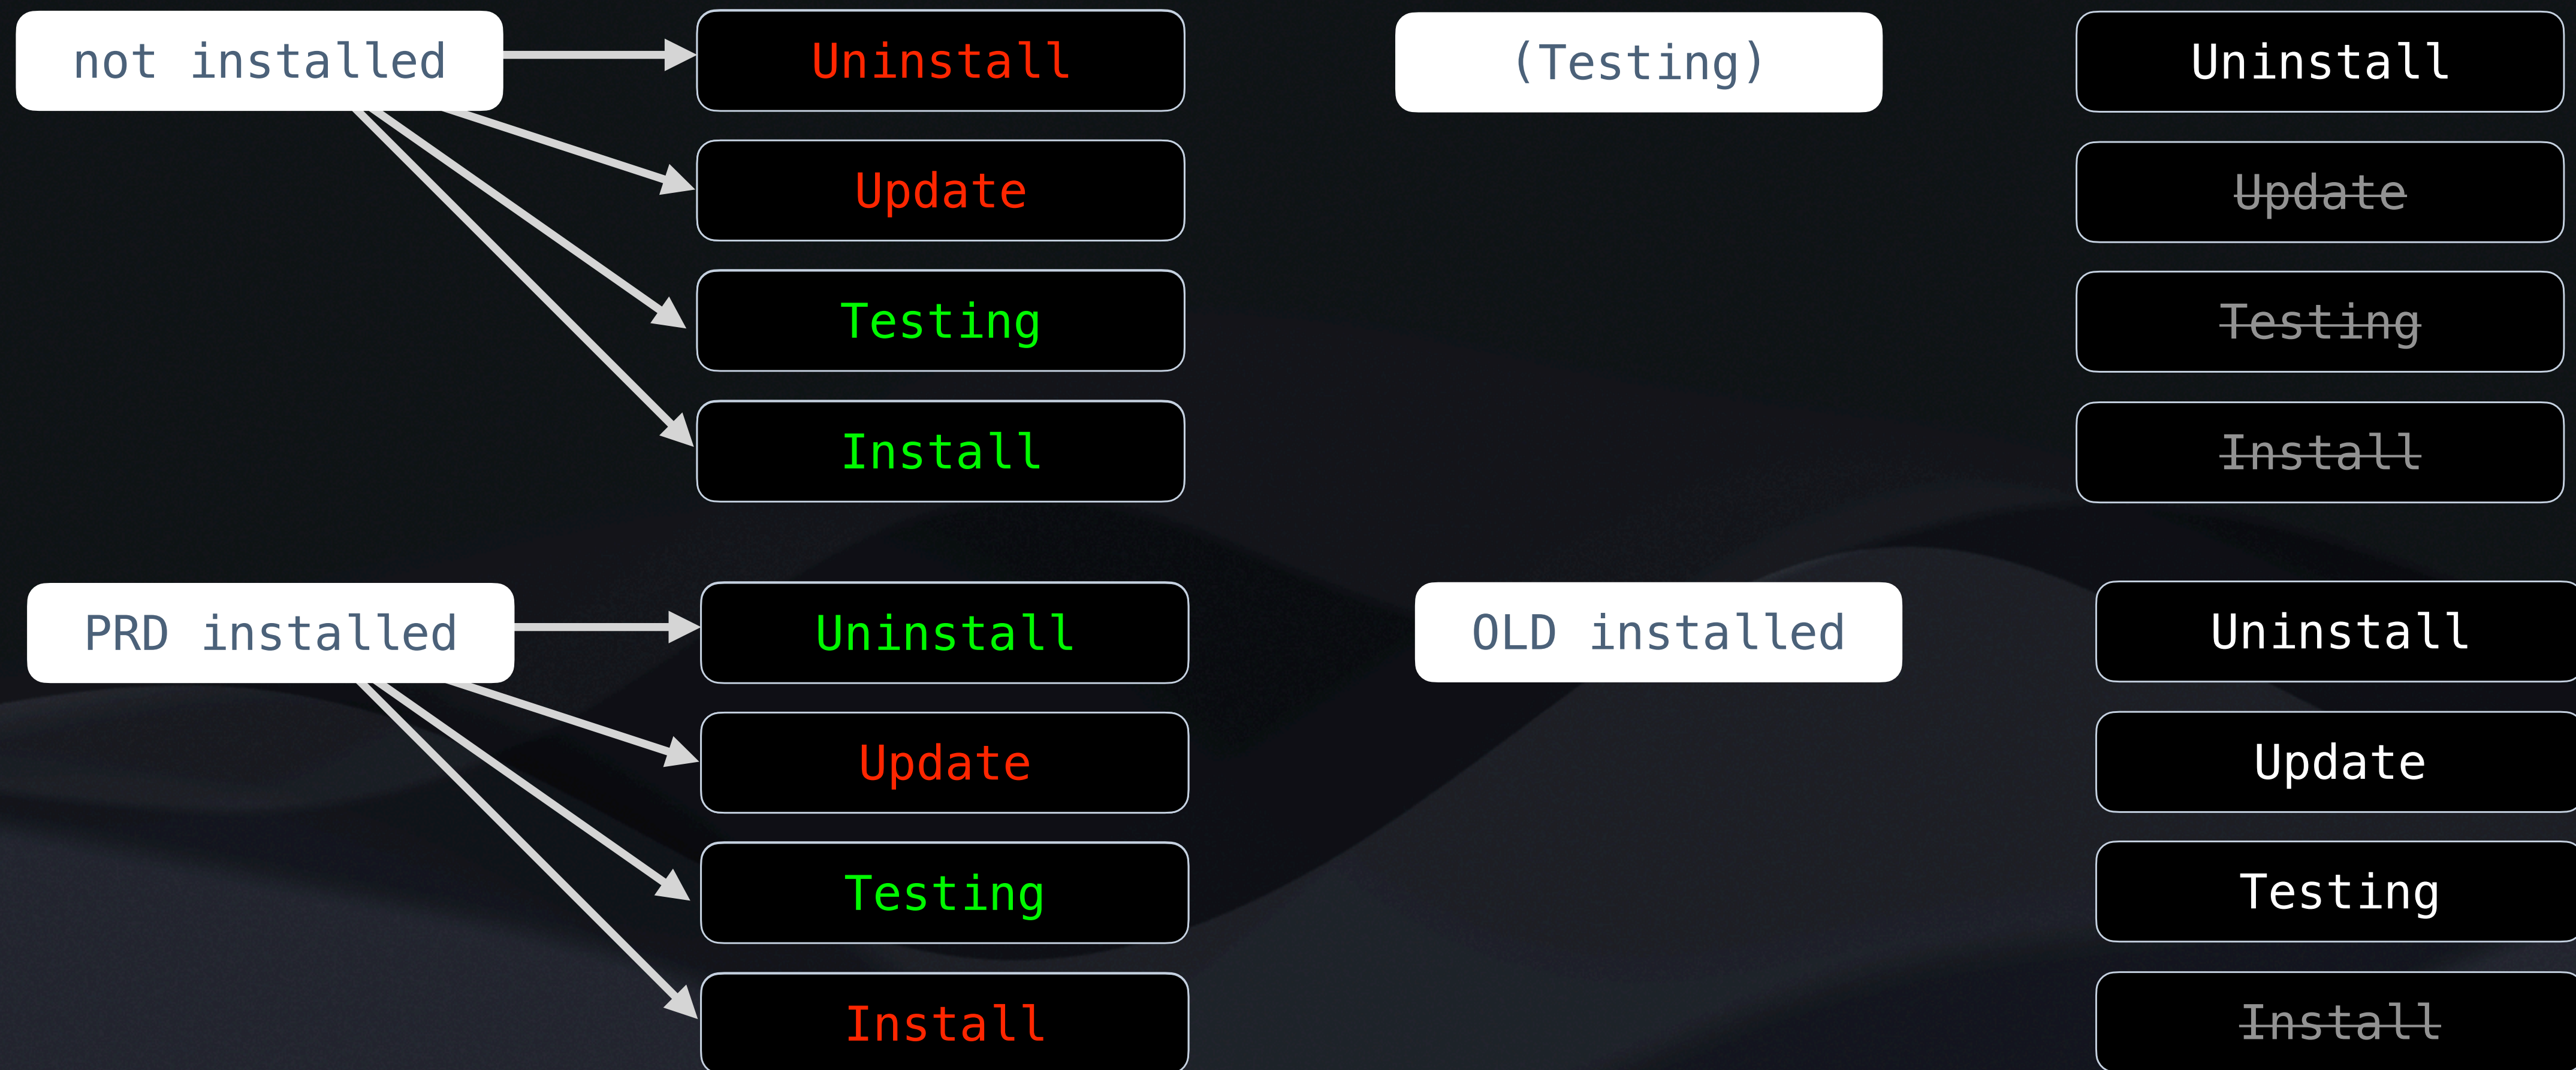 not installed
Uninstall
Update
Testing
Install
(Testing)
Uninstall
Update
Testing
Install
PRD installed
Uninstall
Update
Testing
Install
OLD installed
Uninstall
Update
Testing
Install